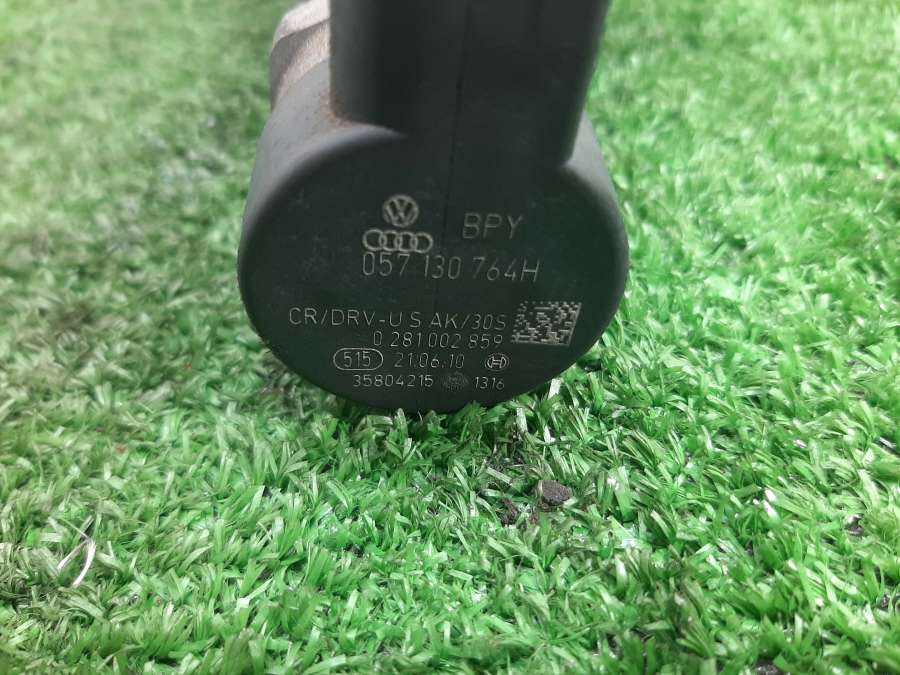 BPY
057 130 764H
CR/DRV-U S AK/30S
0 281 002 859
515 21.06.10
35804215 1316